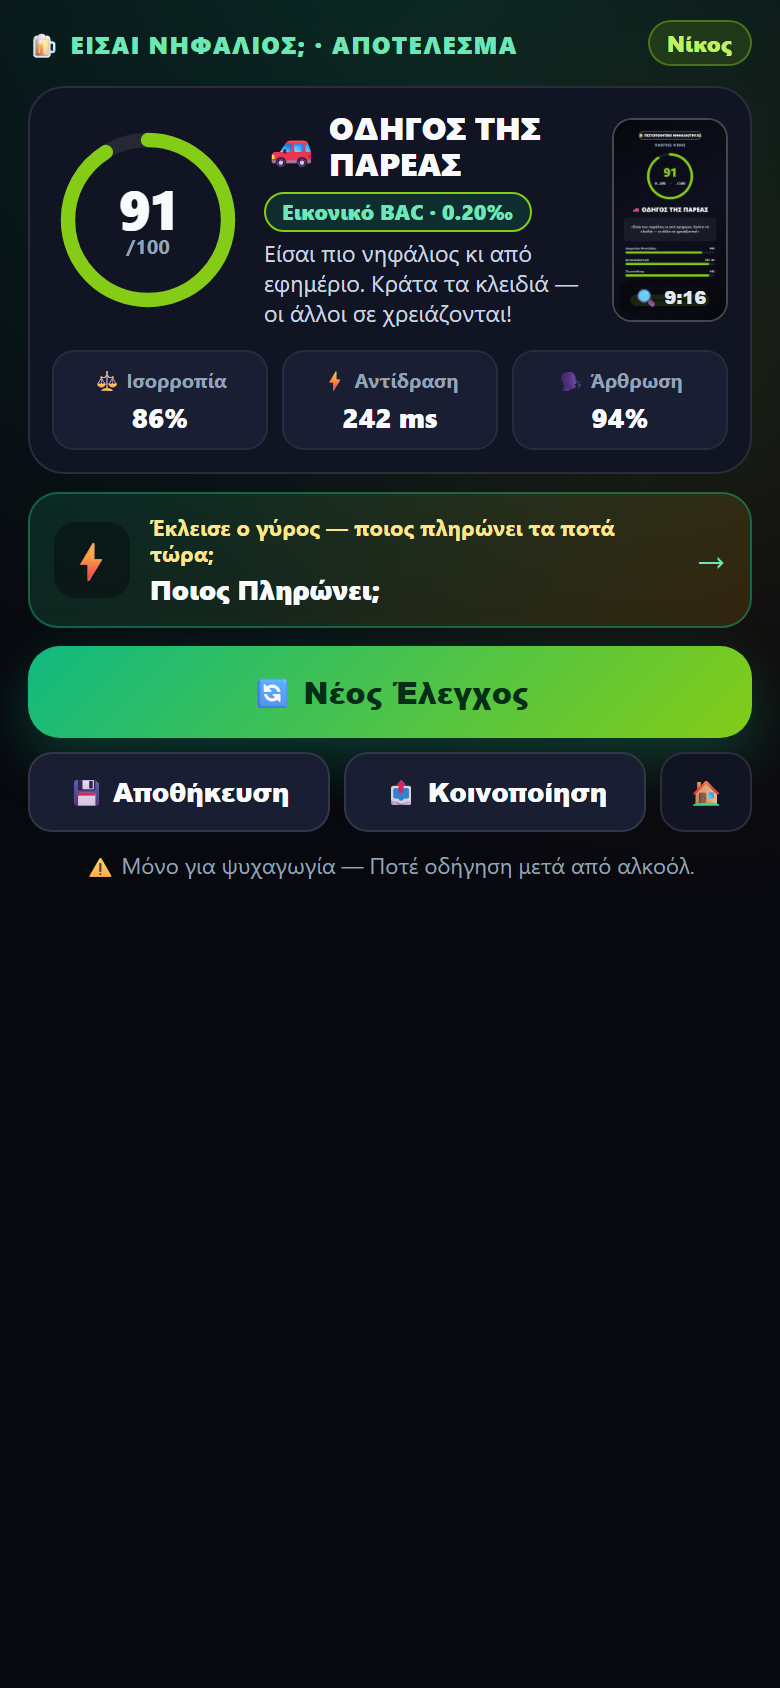 ΕΙΣΑΙ ΝΗΦΑΛΙΟΣ; · ΑΠΟΤΕΛΕΣΜΑ
Νίκος
91
/100
ΟΔΗΓΟΣ ΤΗΣ
ΠΑΡΕΑΣ
Εικονικό BAC · 0.20‰
Είσαι πιο νηφάλιος κι από
εφημέριο. Κράτα τα κλειδιά —
οι άλλοι σε χρειάζονται!
91
ΟΔΗΓΟΣ ΤΗΣ ΠΑΡΕΑΣ
9:16
Ισορροπία
86%
Αντίδραση
242 ms
Άρθρωση
94%
Έκλεισε ο γύρος — ποιος πληρώνει τα ποτά
τώρα;
Ποιος Πληρώνει;
→
Νέος Έλεγχος
Αποθήκευση
Κοινοποίηση
Μόνο για ψυχαγωγία — Ποτέ οδήγηση μετά από αλκοόλ.